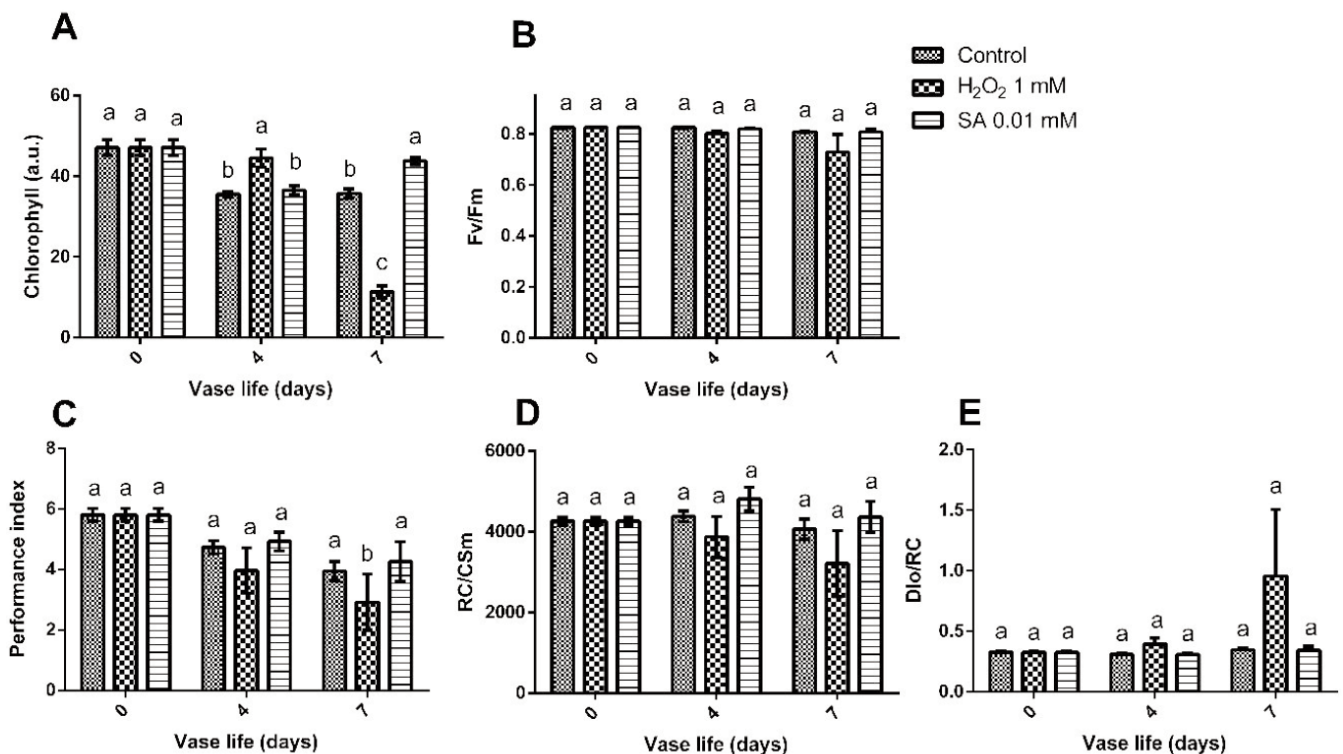 A
Chlorophyll (a.u.)
60
40
20
0
a a a
b a b
b c a
0 4 7
Vase life (days)
B
Fv/Fm
0.8
0.6
0.4
0.2
0.0
a a a
a a a
a a a
0 4 7
Vase life (days)
Control
H₂O₂ 1 mM
SA 0.01 mM
C
Performance index
8
6
4
2
0
a a a
a a a
a b a
0 4 7
Vase life (days)
D
RC/CSm
6000
4000
2000
0
a a a
a a a
a a a
0 4 7
Vase life (days)
E
DIo/RC
2.0
1.5
1.0
0.5
0.0
a a a
a a a
a a a
0 4 7
Vase life (days)